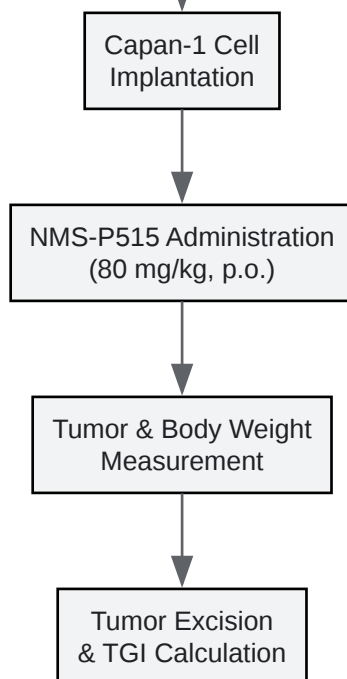 Capan-1 Cell
Implantation
NMS-P515 Administration
(80 mg/kg, p.o.)
Tumor & Body Weight
Measurement
Tumor Excision
& TGI Calculation